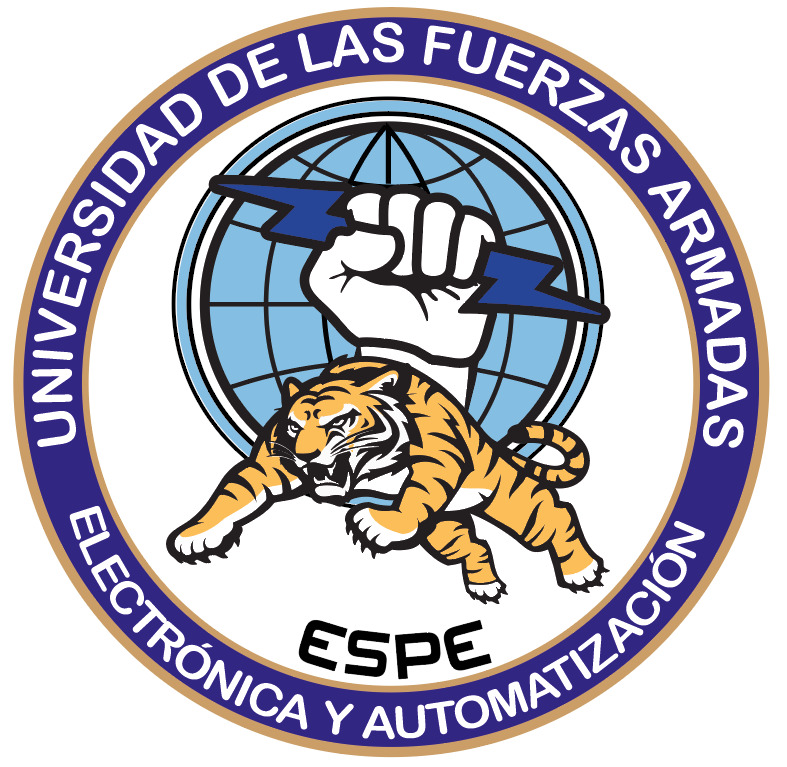 UNIVERSIDAD DE LAS FUERZAS ARMADAS
ESPE
ELECTRÓNICA Y AUTOMATIZACIÓN